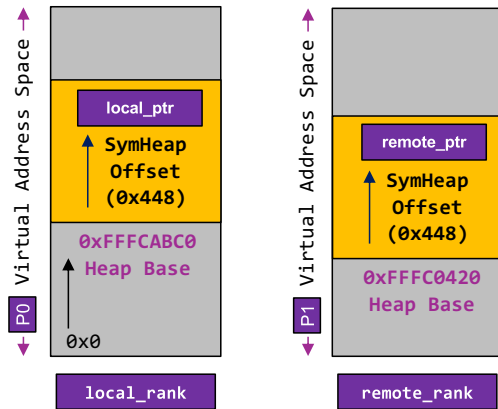 Virtual Address Space
P0
local_ptr
SymHeap
Offset
(0x448)
0xFFFCABC0
Heap Base
0x0
local_rank
Virtual Address Space
P1
remote_ptr
SymHeap
Offset
(0x448)
0xFFFC0420
Heap Base
remote_rank